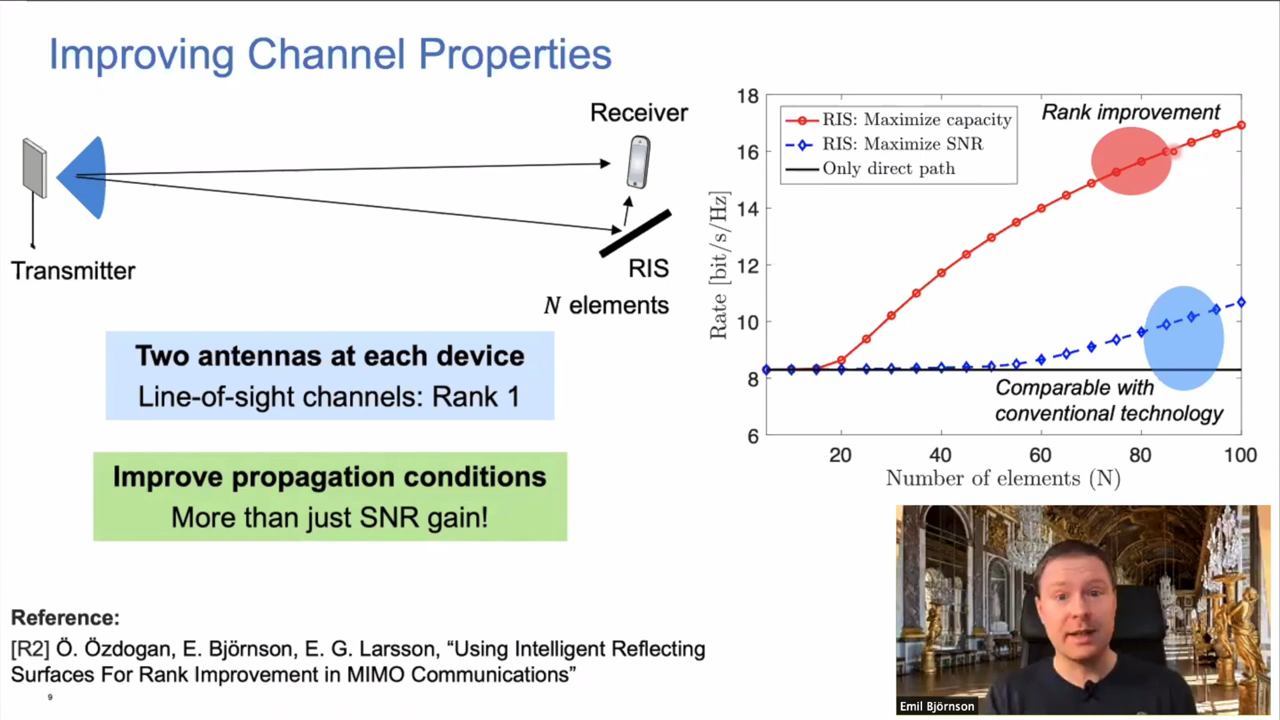 Improving Channel Properties
Receiver
Transmitter
RIS
N elements
Two antennas at each device
Line-of-sight channels: Rank 1
Improve propagation conditions
More than just SNR gain!
Reference:
[R2] Ö. Özdogan, E. Björnson, E. G. Larsson, “Using Intelligent Reflecting
Surfaces For Rank Improvement in MIMO Communications”
9
18
16
14
12
10
8
6
Rate [bit/s/Hz]
RIS: Maximize capacity
RIS: Maximize SNR
Only direct path
Rank improvement
Comparable with
conventional technology
20 40 60 80 100
Number of elements (N)
Emil Björnson